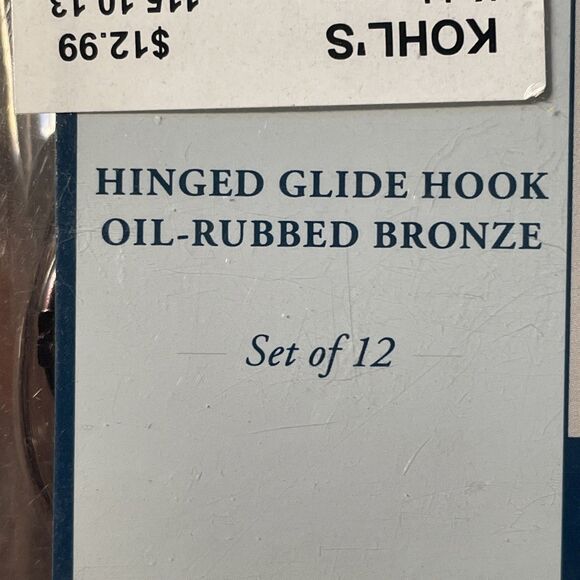 KOHL'S
$12.99
HINGED GLIDE HOOK
OIL-RUBBED BRONZE
Set of 12